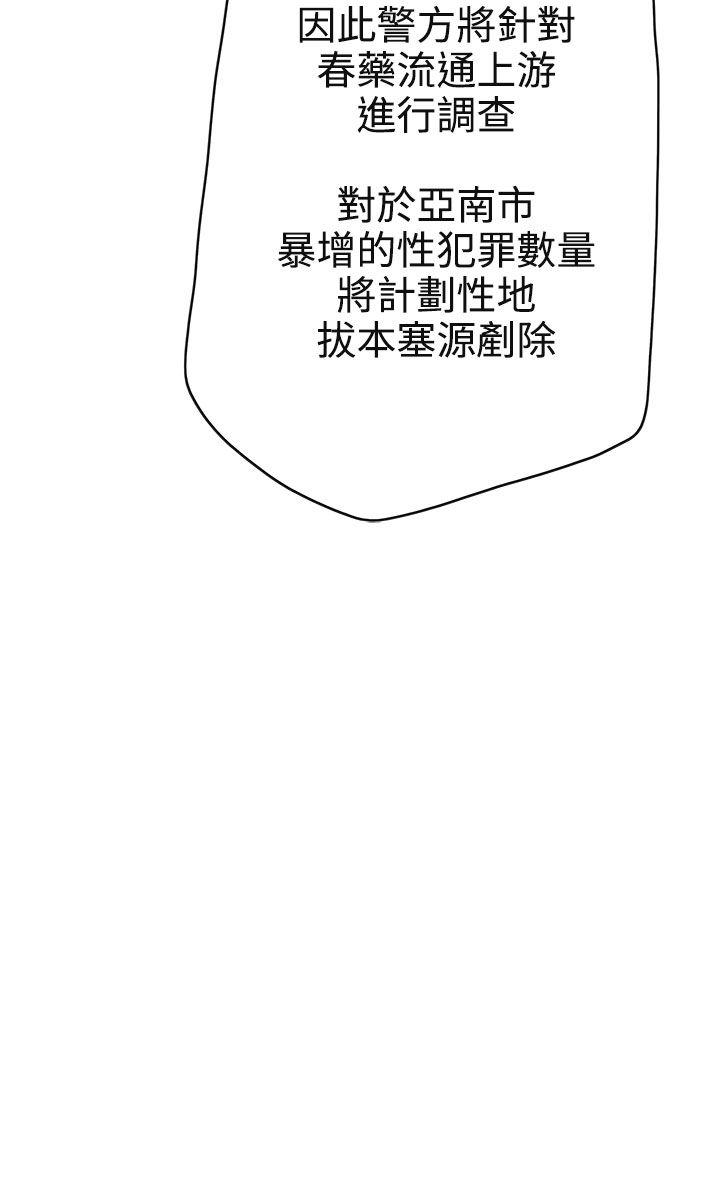 因此警方將針對
春藥流通上游
進行調查
對於亞南市
暴增的性犯罪數量
將計劃性地
拔本塞源剷除